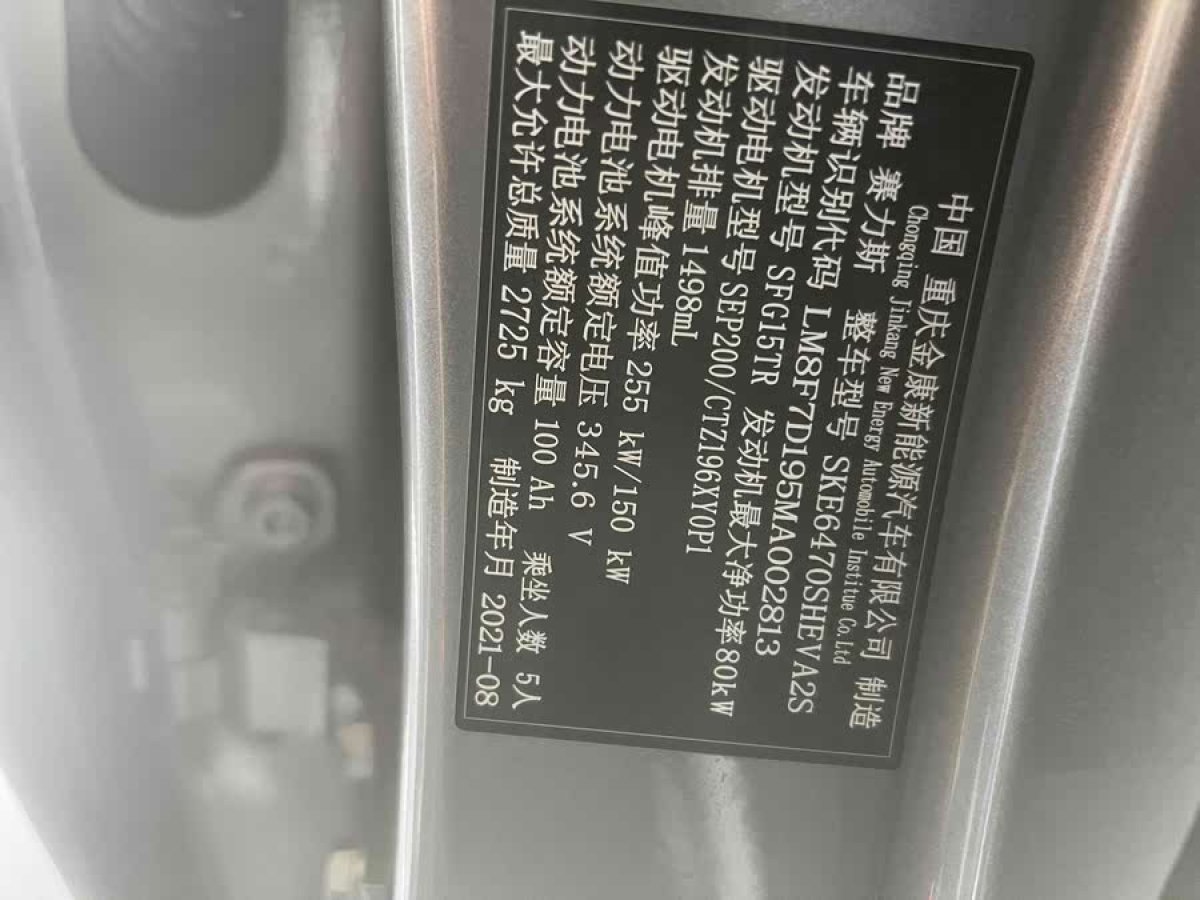 中国 重庆金康新能源汽车有限公司 制造
Chongqing Jinkang New Energy Automobile Institue Co.Ltd
品牌 赛力斯 整车型号 SKE6470SHEVA2S
车辆识别代码 LM8F7D195MA002813
发动机型号 SFG15TR 发动机最大净功率80kW
驱动电机型号SEP200/CTZ196XY0P1
发动机排量 1498mL
驱动电机峰值功率 255 kW/150 kW
动力电池系统额定电压 345.6 V
动力电池系统额定容量 100 Ah 乘坐人数 5人
最大允许总质量 2725 kg 制造年月 2021-08